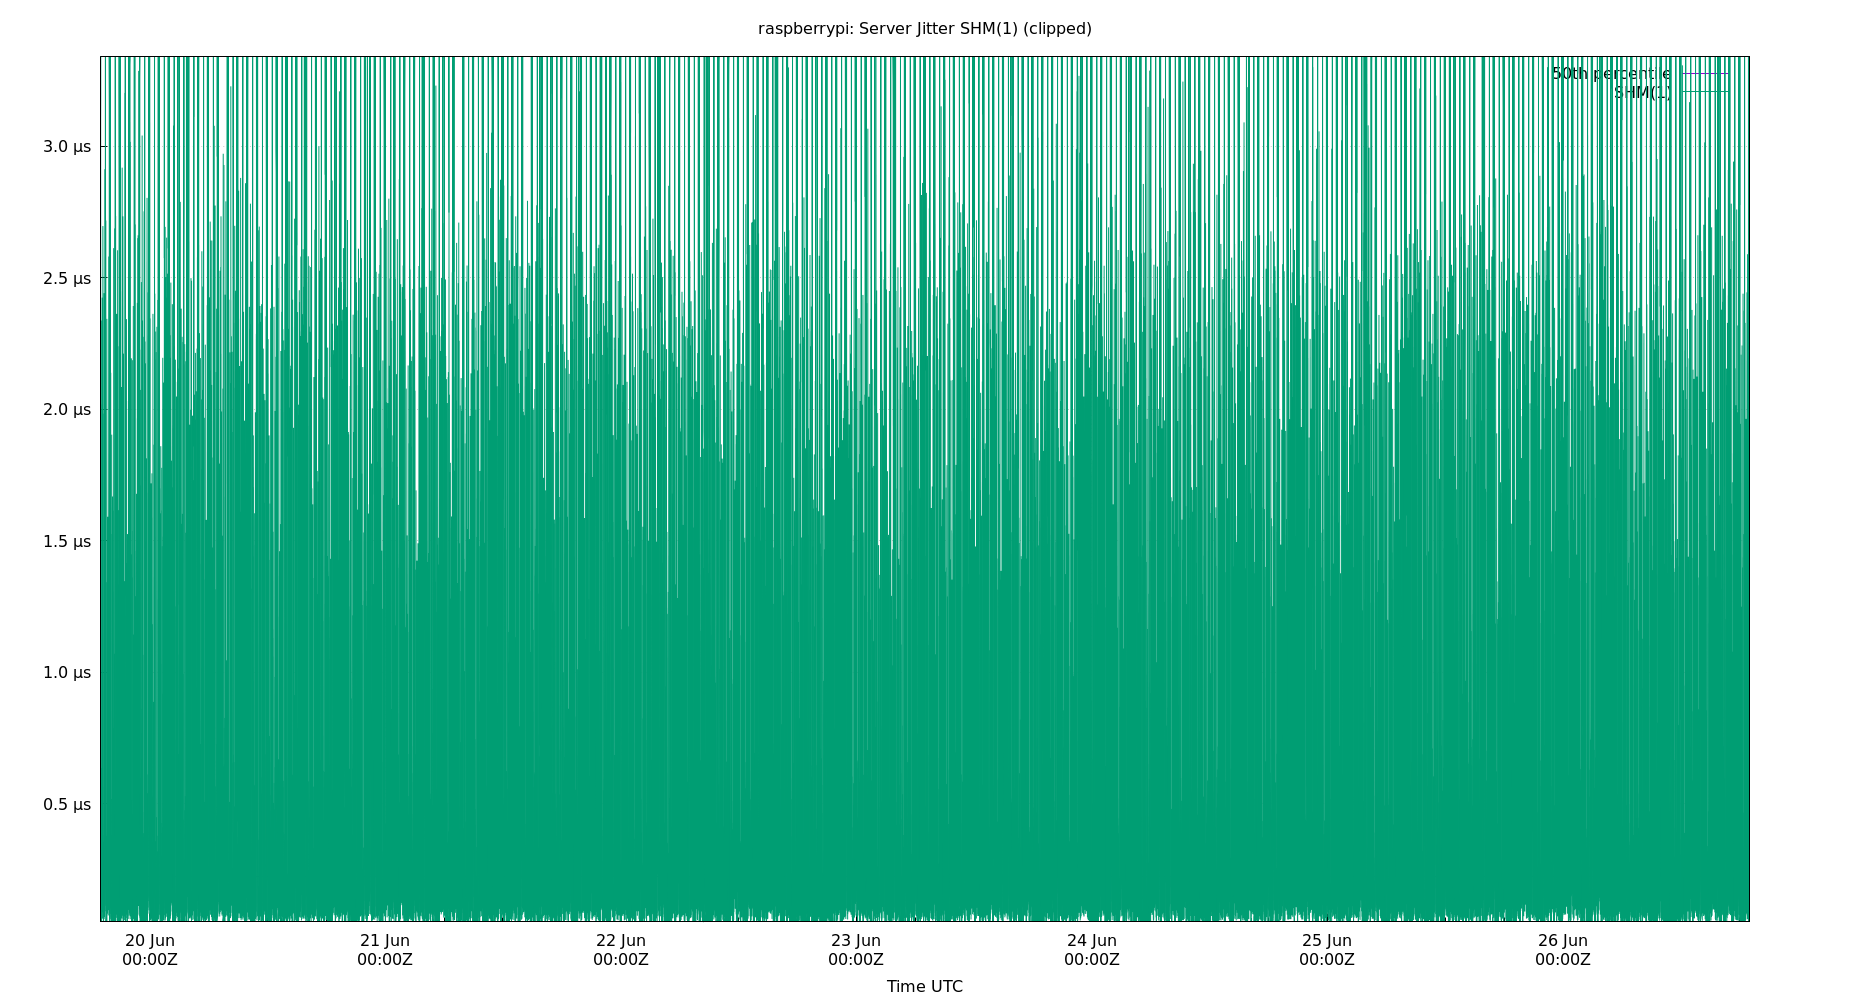 raspberrypi: Server Jitter SHM(1) (clipped)
50th percentile
SHM(1)
3.0 µs
2.5 µs
2.0 µs
1.5 µs
1.0 µs
0.5 µs
20 Jun 21 Jun 22 Jun 23 Jun 24 Jun 25 Jun 26 Jun
00:00Z 00:00Z 00:00Z 00:00Z 00:00Z 00:00Z 00:00Z
Time UTC